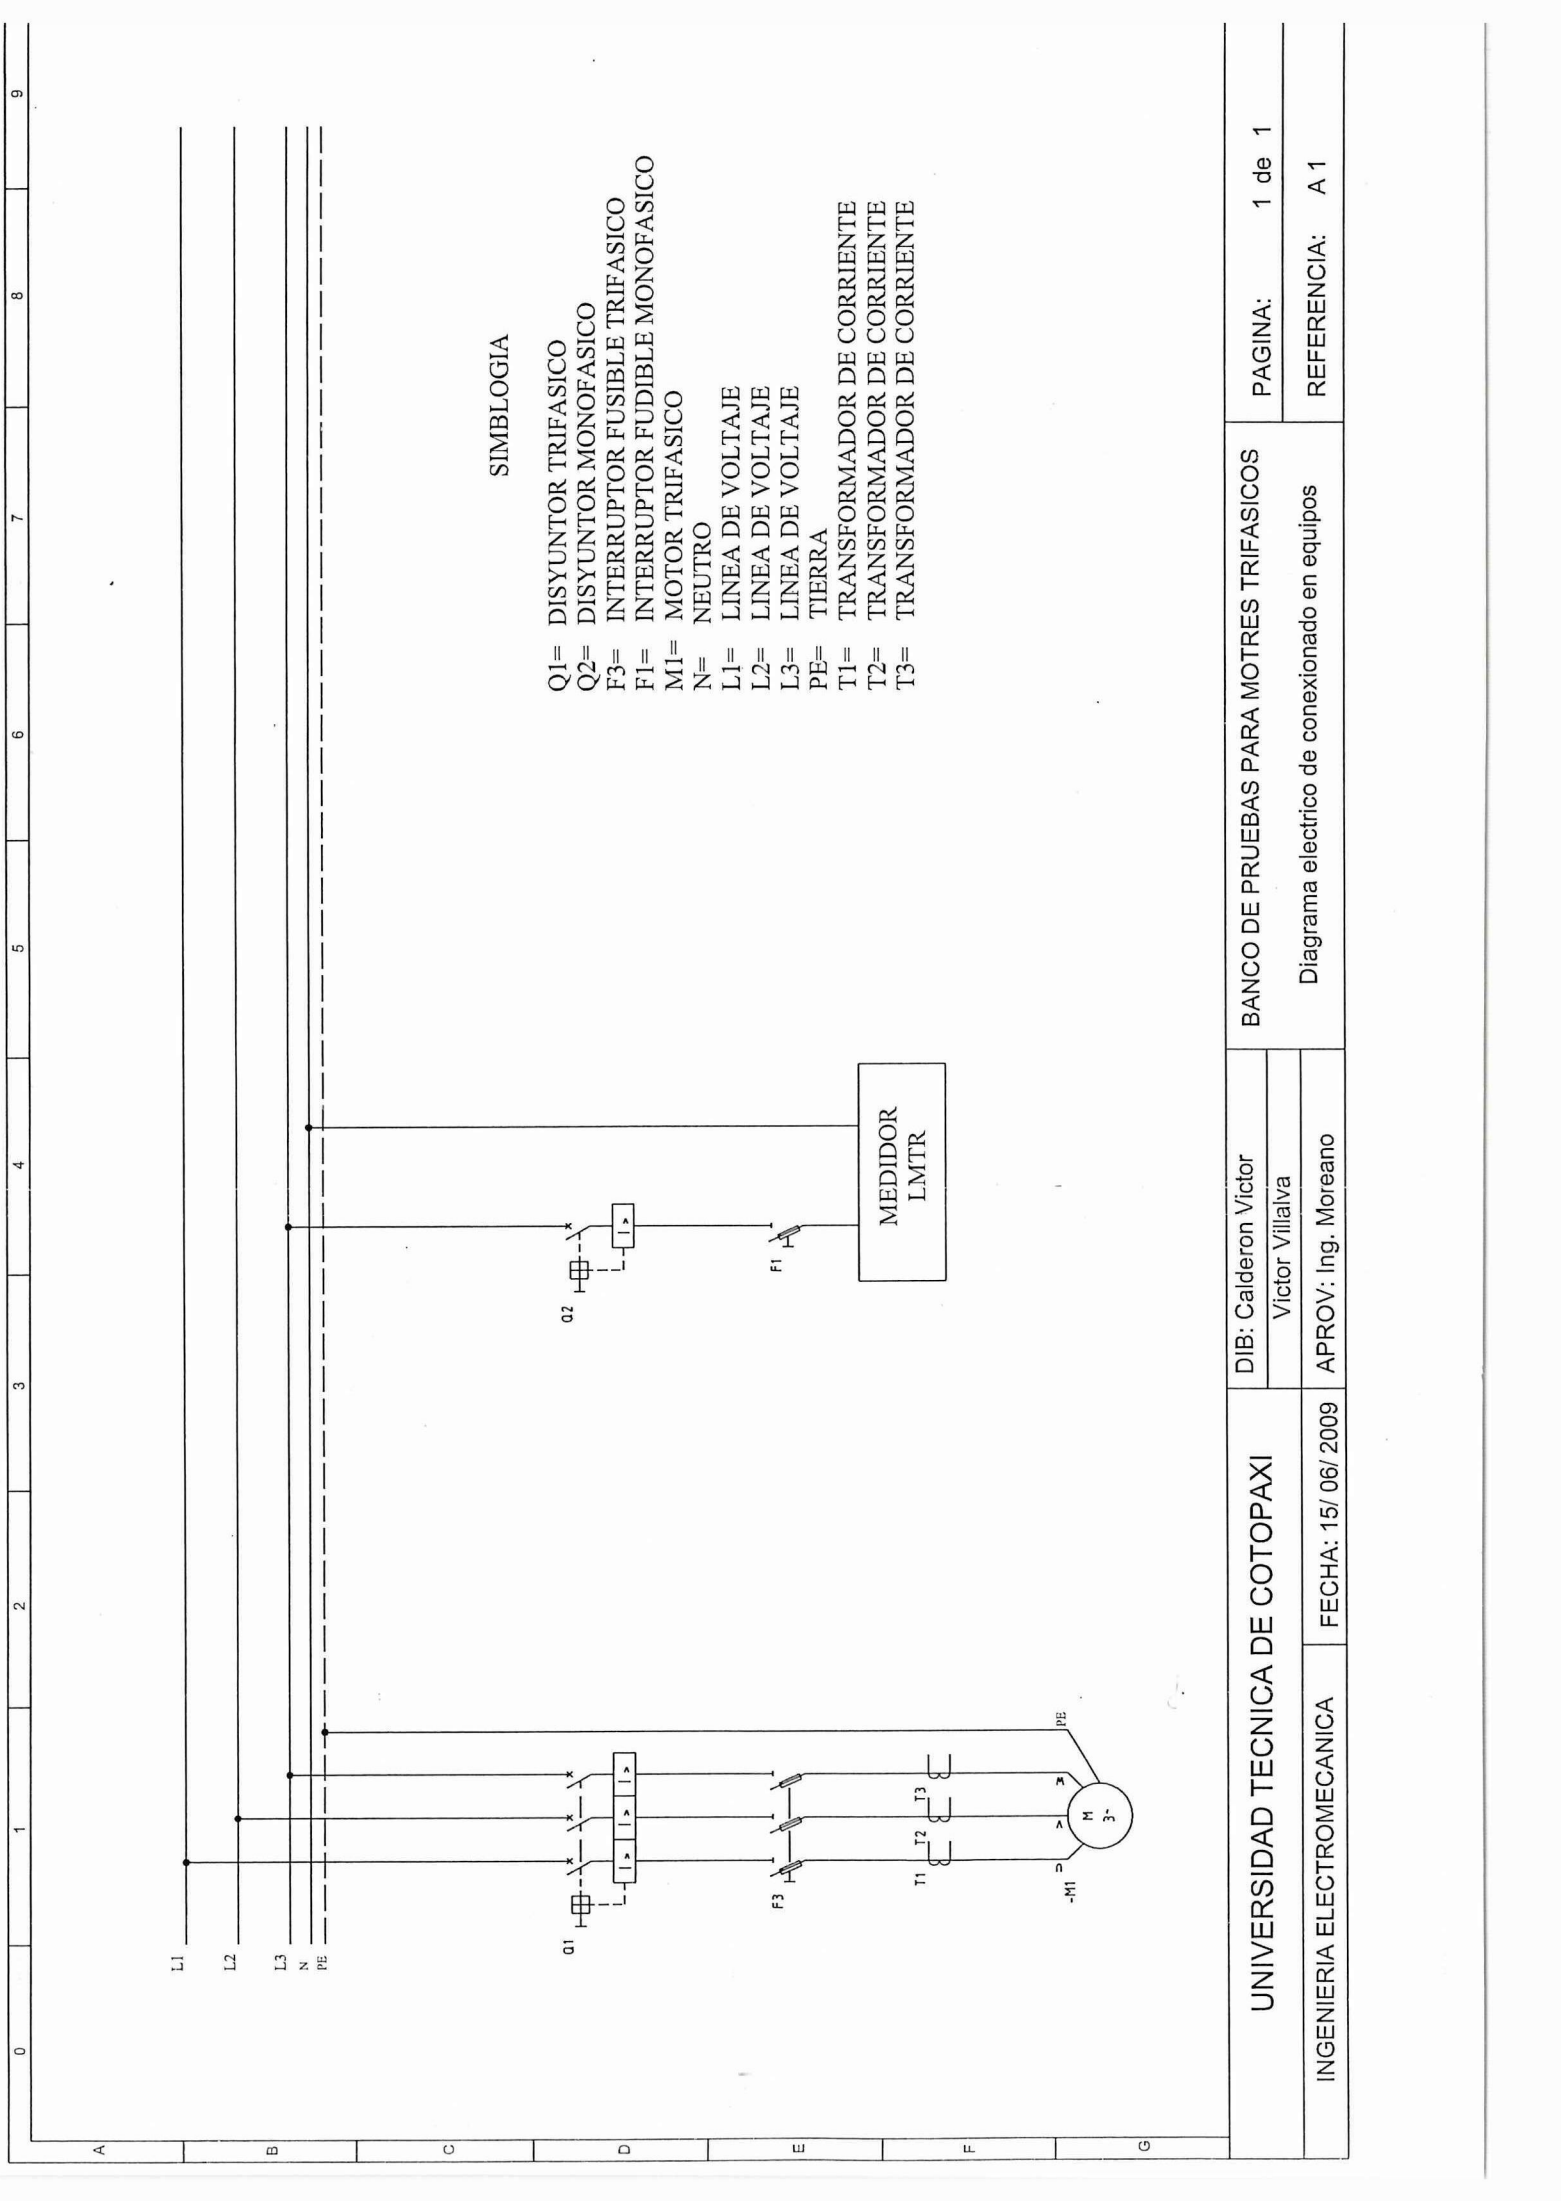 0 1 2 3 4 5 6 7 8 9
A
B
C
D
E
F
G
L1
L2
L3
N
PE
Q1
I >
I >
I >
F3
T1
T2
T3
U
V
W
PE
-M1
M
3~
Q2
I >
F1
MEDIDOR
LMTR
SIMBLOGIA
Q1= DISYUNTOR TRIFASICO
Q2= DISYUNTOR MONOFASICO
F3= INTERRUPTOR FUSIBLE TRIFASICO
F1= INTERRUPTOR FUDIBLE MONOFASICO
M1= MOTOR TRIFASICO
N= NEUTRO
L1= LINEA DE VOLTAJE
L2= LINEA DE VOLTAJE
L3= LINEA DE VOLTAJE
PE= TIERRA
T1= TRANSFORMADOR DE CORRIENTE
T2= TRANSFORMADOR DE CORRIENTE
T3= TRANSFORMADOR DE CORRIENTE
UNIVERSIDAD TECNICA DE COTOPAXI
INGENIERIA ELECTROMECANICA
FECHA: 15/ 06/ 2009
DIB: Calderon Victor
Victor Villalva
APROV: Ing. Moreano
BANCO DE PRUEBAS PARA MOTRES TRIFASICOS
Diagrama electrico de conexionado en equipos
PAGINA: 1 de 1
REFERENCIA: A 1